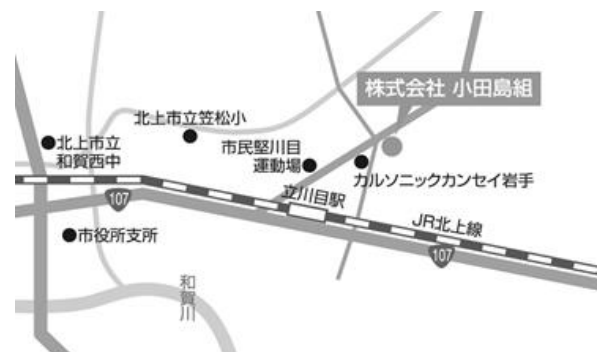 株式会社 小田島組
北上市立笠松小
北上市立
和賀西中
市民堅川目
運動場
カルソニックカンセイ岩手
立川目駅
107
JR北上線
市役所支所
107
和賀川